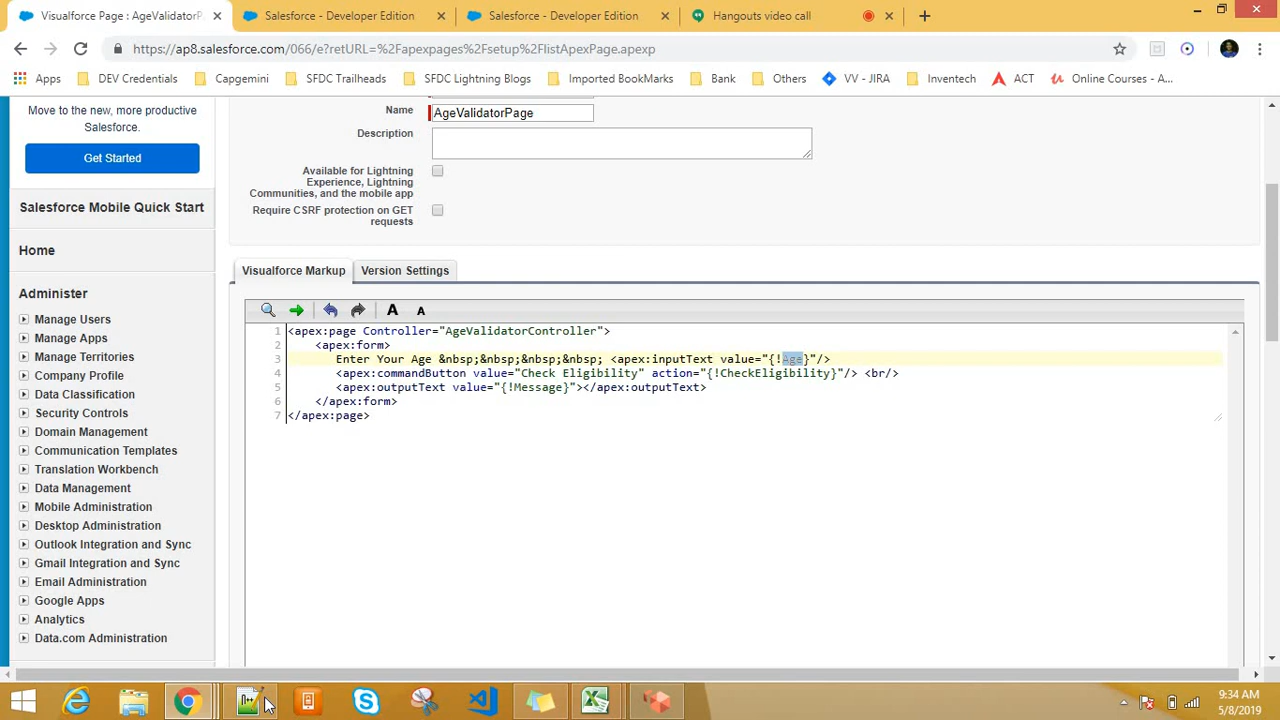 Visualforce Page : AgeValidatorP
Salesforce - Developer Edition
Salesforce - Developer Edition
Hangouts video call
https://ap8.salesforce.com/066/e?retURL=%2Fapexpages%2Fsetup%2FlistApexPage.apexp
Apps
DEV Credentials
Capgemini
SFDC Trailheads
SFDC Lightning Blogs
Imported BookMarks
Bank
Others
VV - JIRA
Inventech
ACT
Online Courses - A...
Move to the new, more productive
Salesforce.
Get Started
Salesforce Mobile Quick Start
Home
Administer
Manage Users
Manage Apps
Manage Territories
Company Profile
Data Classification
Security Controls
Domain Management
Communication Templates
Translation Workbench
Data Management
Mobile Administration
Desktop Administration
Outlook Integration and Sync
Gmail Integration and Sync
Email Administration
Google Apps
Analytics
Data.com Administration
Name
AgeValidatorPage
Description
Available for Lightning
Experience, Lightning
Communities, and the mobile app
Require CSRF protection on GET
requests
Visualforce Markup
Version Settings
A
A
1 <apex:page Controller="AgeValidatorController">
2 <apex:form>
3 Enter Your Age &nbsp;&nbsp;&nbsp;&nbsp; <apex:inputText value="{!Age}"/>
4 <apex:commandButton value="Check Eligibility" action="{!CheckEligibility}"/> <br/>
5 <apex:outputText value="{!Message}"></apex:outputText>
6 </apex:form>
7 </apex:page>
9:34 AM
5/8/2019